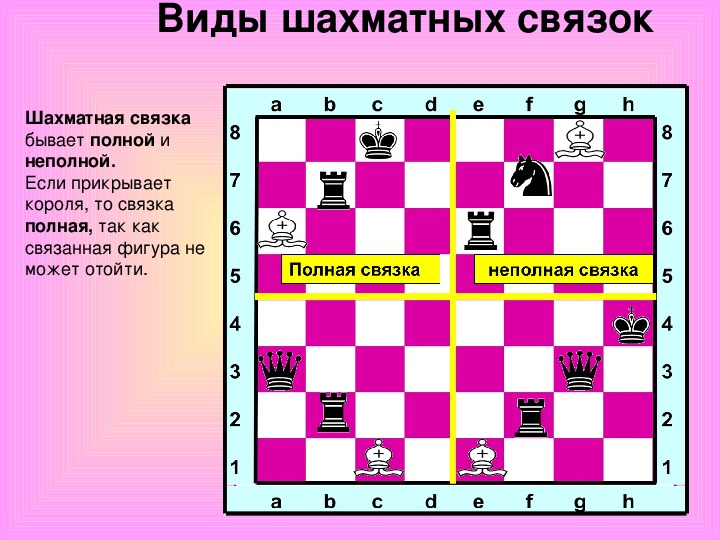 Виды шахматных связок
Шахматная связка
бывает полной и
неполной.
Если прикрывает
короля, то связка
полная, так как
связанная фигура не
может отойти.
a b c d e f g h
8 8
7 7
6 6
Полная связка неполная связка
5 5
4 4
3 3
2 2
1 1
a b c d e f g h